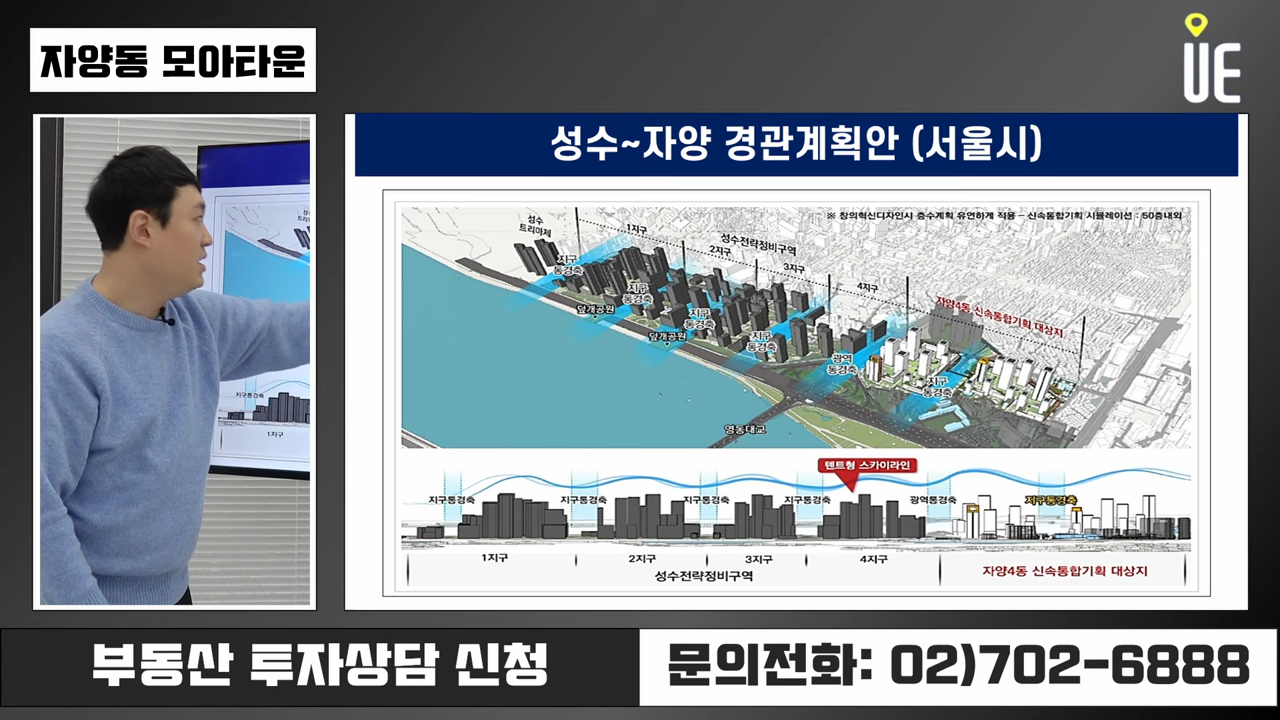 자양동 모아타운
UE
성수~자양 경관계획안 (서울시)
※ 창의혁신디자인시 층수계획 유연하게 적용 – 신속통합기획 시뮬레이션 : 50층내외
성수
트리마제
1지구
성수전략정비구역
2지구
3지구
4지구
자양4동 신속통합기획 대상지
지구
통경축
지구
통경축
덮개공원
지구
통경축
덮개공원
지구
통경축
광역
통경축
지구
통경축
영동대교
텐트형 스카이라인
지구통경축
지구통경축
지구통경축
지구통경축
광역통경축
지구통경축
1지구
2지구
3지구
4지구
성수전략정비구역
자양4동 신속통합기획 대상지
지구통경축
1지구
부동산 투자상담 신청
문의전화: 02)702-6888